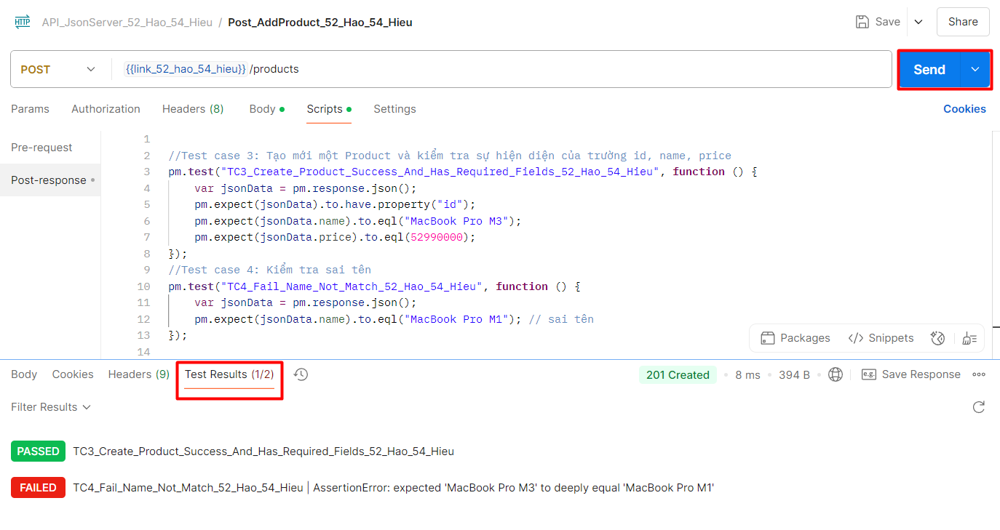 HTTP API_JsonServer_52_Hao_54_Hieu / Post_AddProduct_52_Hao_54_Hieu Save Share
POST {{link_52_hao_54_hieu}} /products Send
Params Authorization Headers (8) Body Scripts Settings Cookies
Pre-request
Post-response
1
2 //Test case 3: Tạo mới một Product và kiểm tra sự hiện diện của trường id, name, price
3 pm.test("TC3_Create_Product_Success_And_Has_Required_Fields_52_Hao_54_Hieu", function () {
4 var jsonData = pm.response.json();
5 pm.expect(jsonData).to.have.property("id");
6 pm.expect(jsonData.name).to.eql("MacBook Pro M3");
7 pm.expect(jsonData.price).to.eql(52990000);
8 });
9 //Test case 4: Kiểm tra sai tên
10 pm.test("TC4_Fail_Name_Not_Match_52_Hao_54_Hieu", function () {
11 var jsonData = pm.response.json();
12 pm.expect(jsonData.name).to.eql("MacBook Pro M1"); // sai tên
13 });
14
Packages </> Snippets
Body Cookies Headers (9) Test Results (1/2) 201 Created 8 ms 394 B e.g. Save Response
Filter Results
PASSED TC3_Create_Product_Success_And_Has_Required_Fields_52_Hao_54_Hieu
FAILED TC4_Fail_Name_Not_Match_52_Hao_54_Hieu | AssertionError: expected 'MacBook Pro M3' to deeply equal 'MacBook Pro M1'